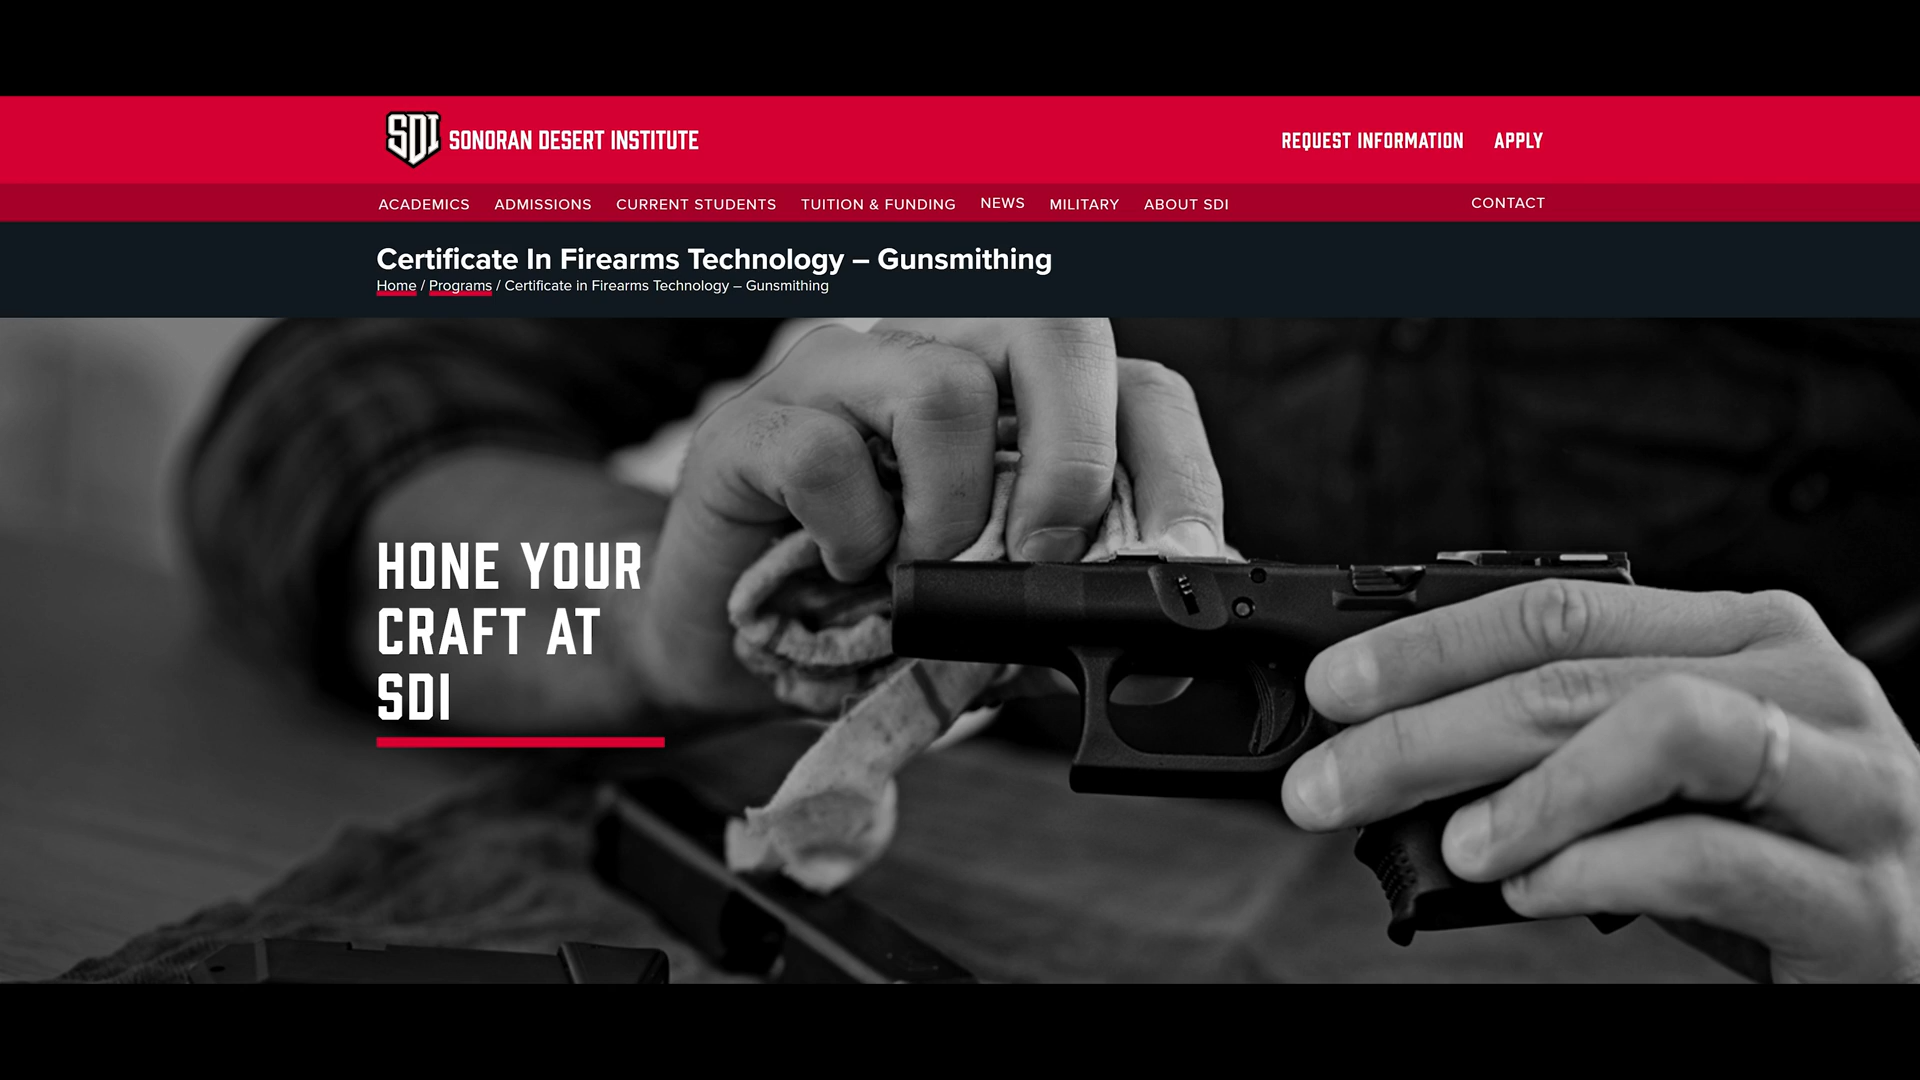 SDI SONORAN DESERT INSTITUTE
REQUEST INFORMATION APPLY
ACADEMICS ADMISSIONS CURRENT STUDENTS TUITION & FUNDING NEWS MILITARY ABOUT SDI CONTACT
Certificate In Firearms Technology – Gunsmithing
Home / Programs / Certificate in Firearms Technology – Gunsmithing
HONE YOUR
CRAFT AT
SDI